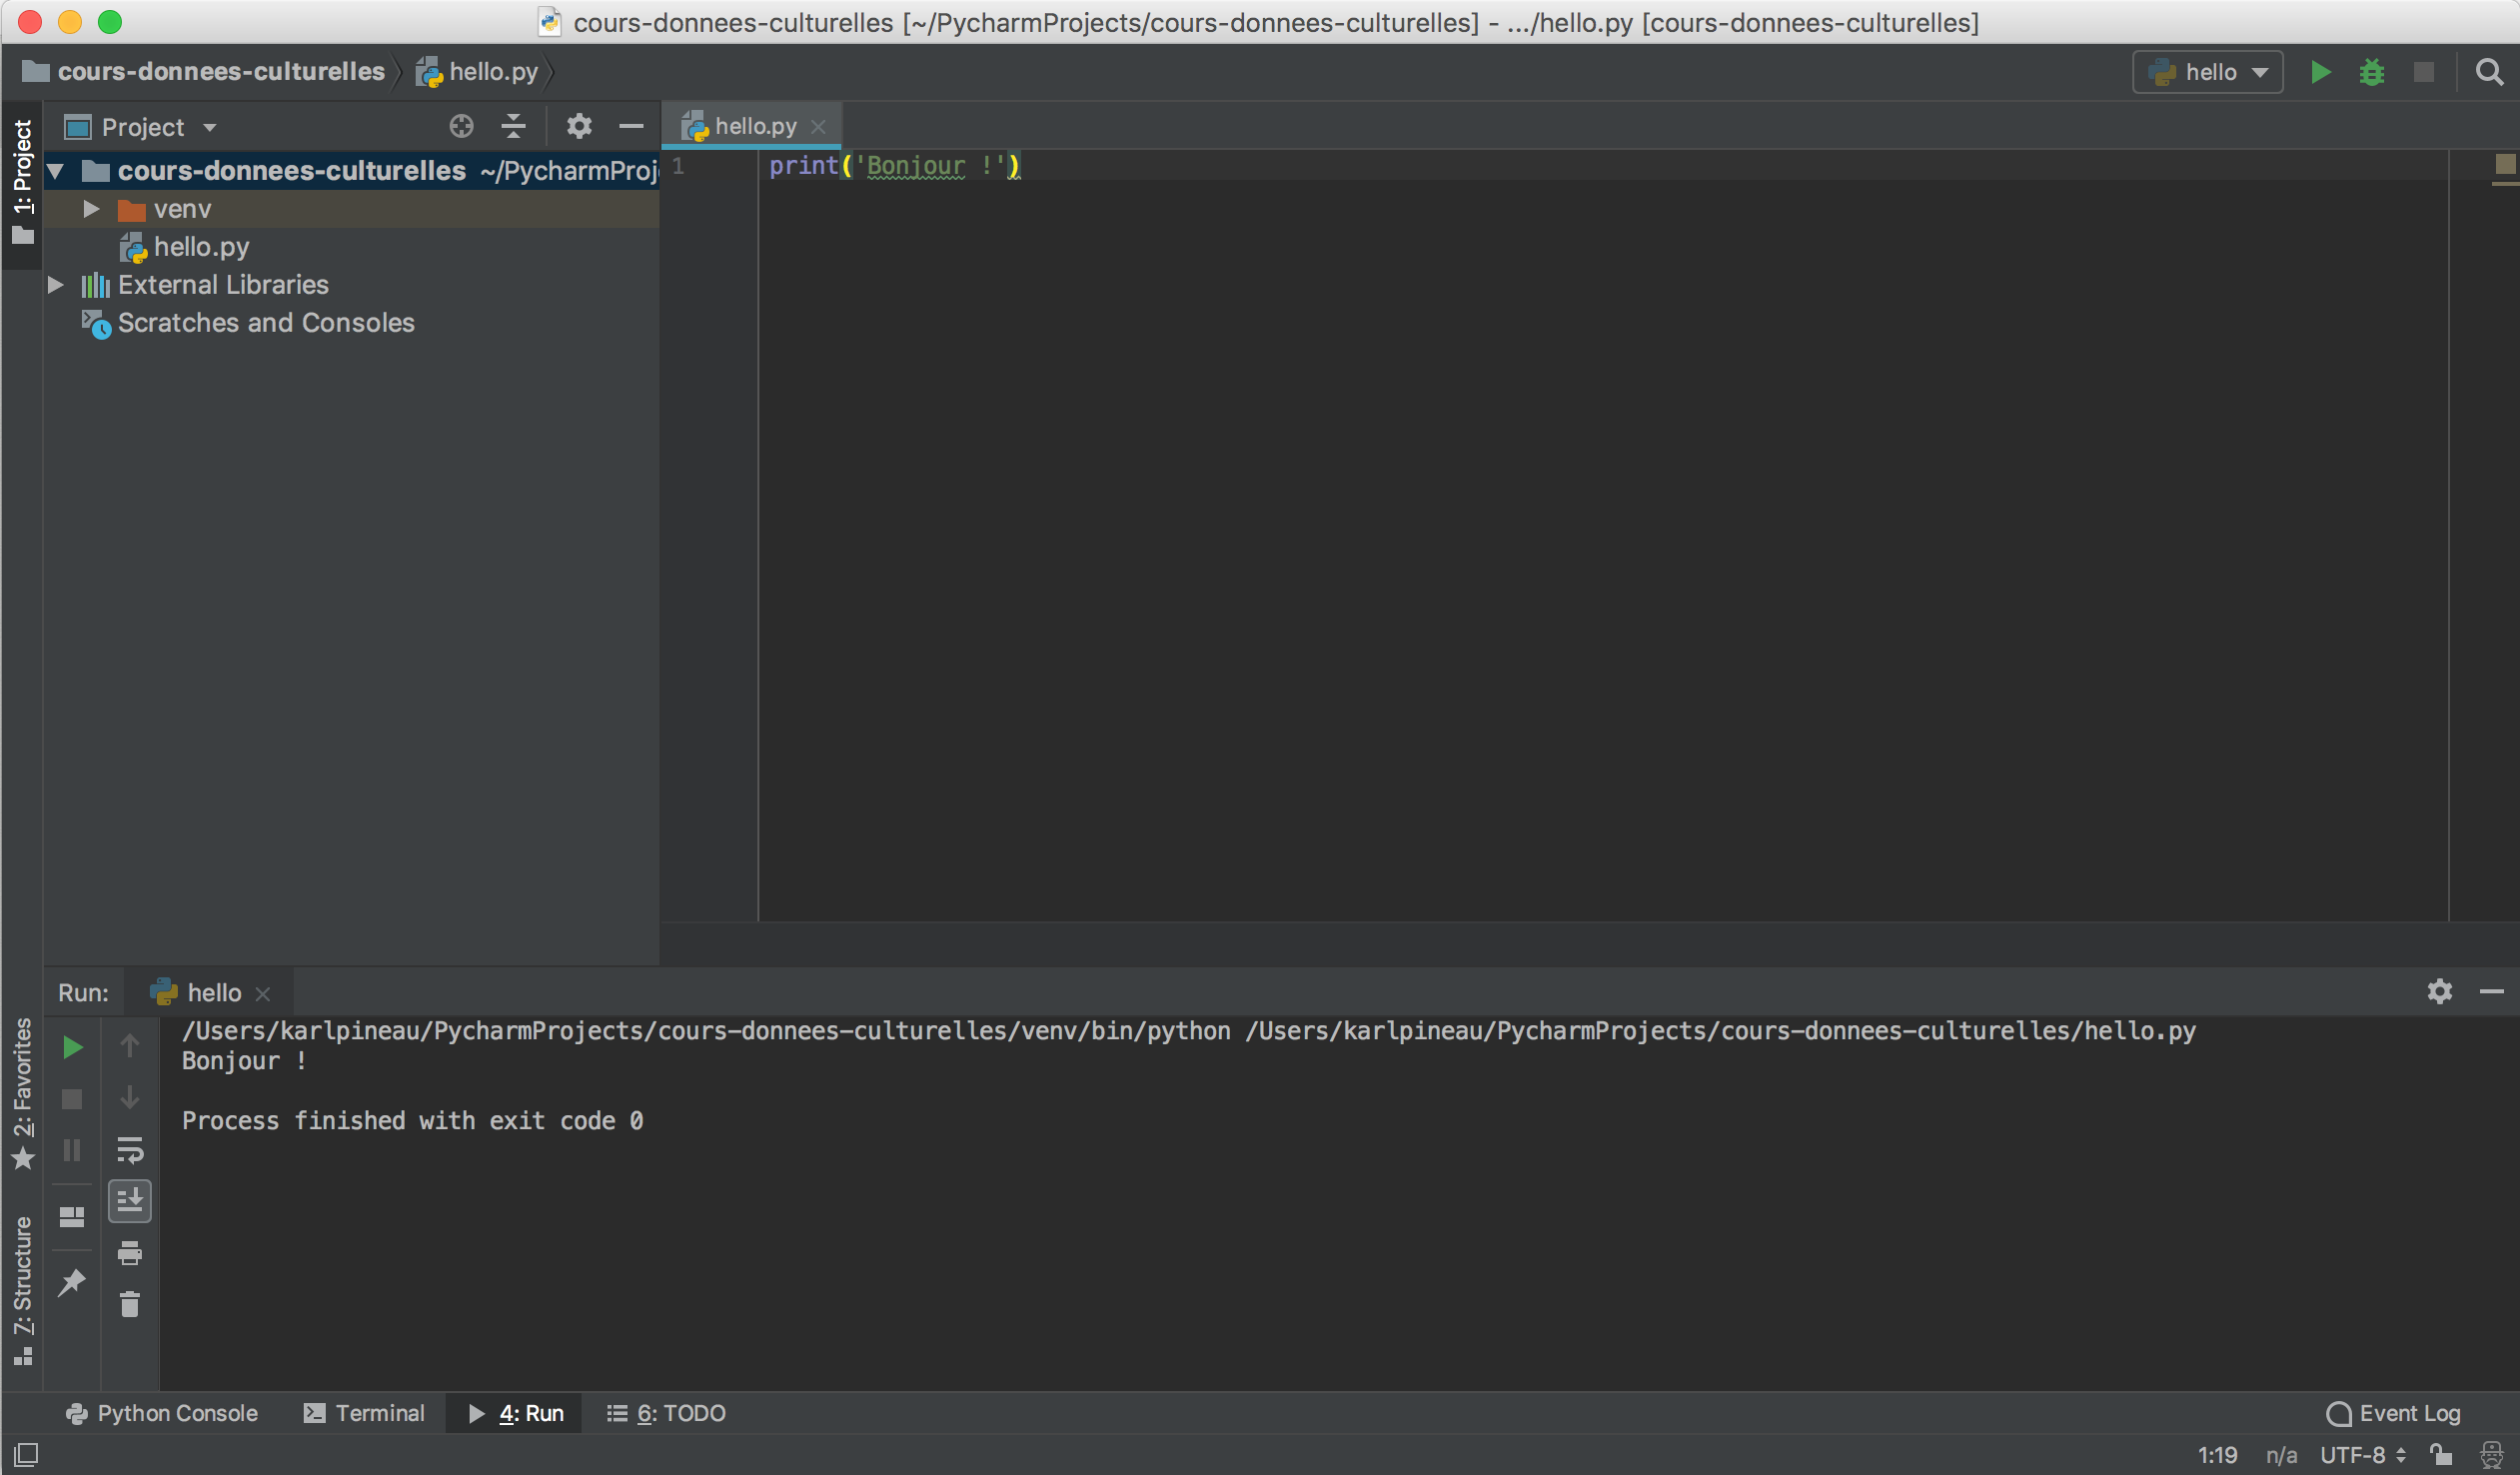 cours-donnees-culturelles [~/PycharmProjects/cours-donnees-culturelles] - .../hello.py [cours-donnees-culturelles]
cours-donnees-culturelles hello.py hello
1: Project
Project
hello.py
cours-donnees-culturelles ~/PycharmProj
venv
hello.py
External Libraries
Scratches and Consoles
1 print('Bonjour !')
Run: hello
/Users/karlpineau/PycharmProjects/cours-donnees-culturelles/venv/bin/python /Users/karlpineau/PycharmProjects/cours-donnees-culturelles/hello.py
Bonjour !
Process finished with exit code 0
2: Favorites
7: Structure
Python Console Terminal 4: Run 6: TODO Event Log
1:19 n/a UTF-8